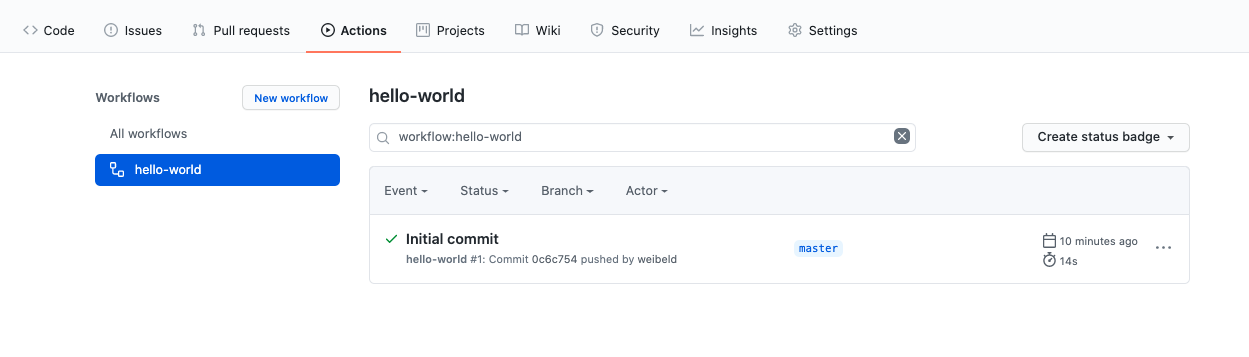 Code Issues Pull requests Actions Projects Wiki Security Insights Settings
Workflows
New workflow
All workflows
hello-world
hello-world
workflow:hello-world
Create status badge
Event Status Branch Actor
Initial commit
hello-world #1: Commit 0c6c754 pushed by weibeld
master
10 minutes ago
14s